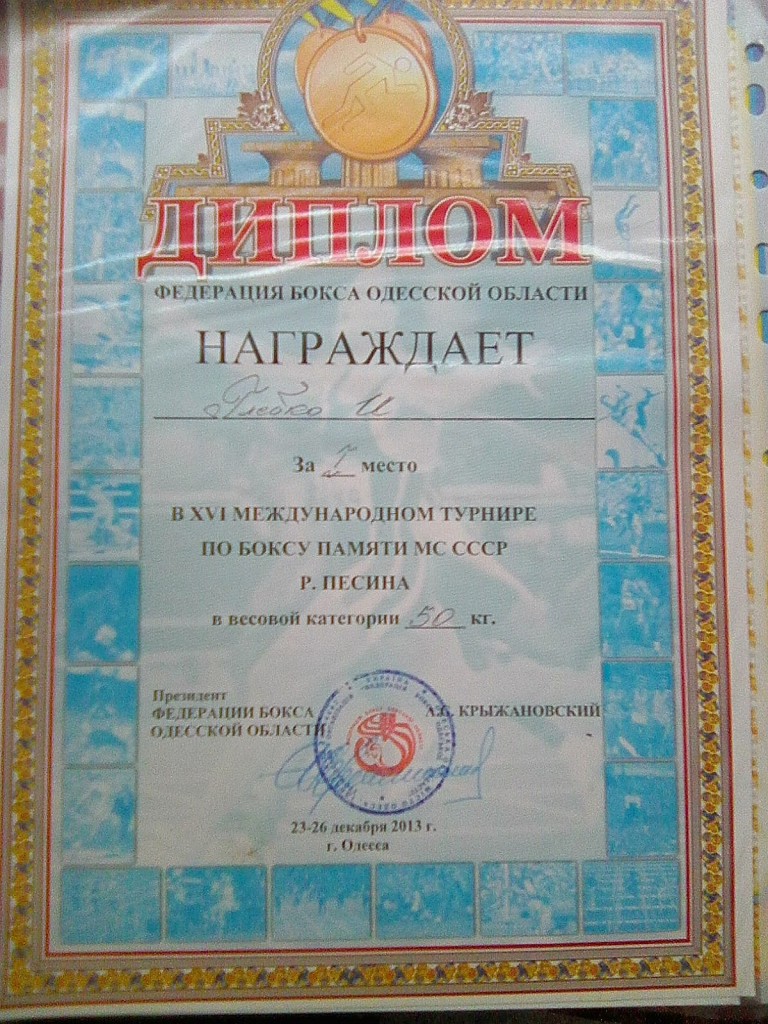 ДИПЛОМ
ФЕДЕРАЦИЯ БОКСА ОДЕССКОЙ ОБЛАСТИ
НАГРАЖДАЕТ
Глебко И
За I место
В XVI МЕЖДУНАРОДНОМ ТУРНИРЕ
ПО БОКСУ ПАМЯТИ МС СССР
Р. ПЕСИНА
в весовой категории 50 кг.
Президент
ФЕДЕРАЦИИ БОКСА
ОДЕССКОЙ ОБЛАСТИ
КРЫЖАНОВСКИЙ
23-26 декабря 2013 г.
г. Одесса